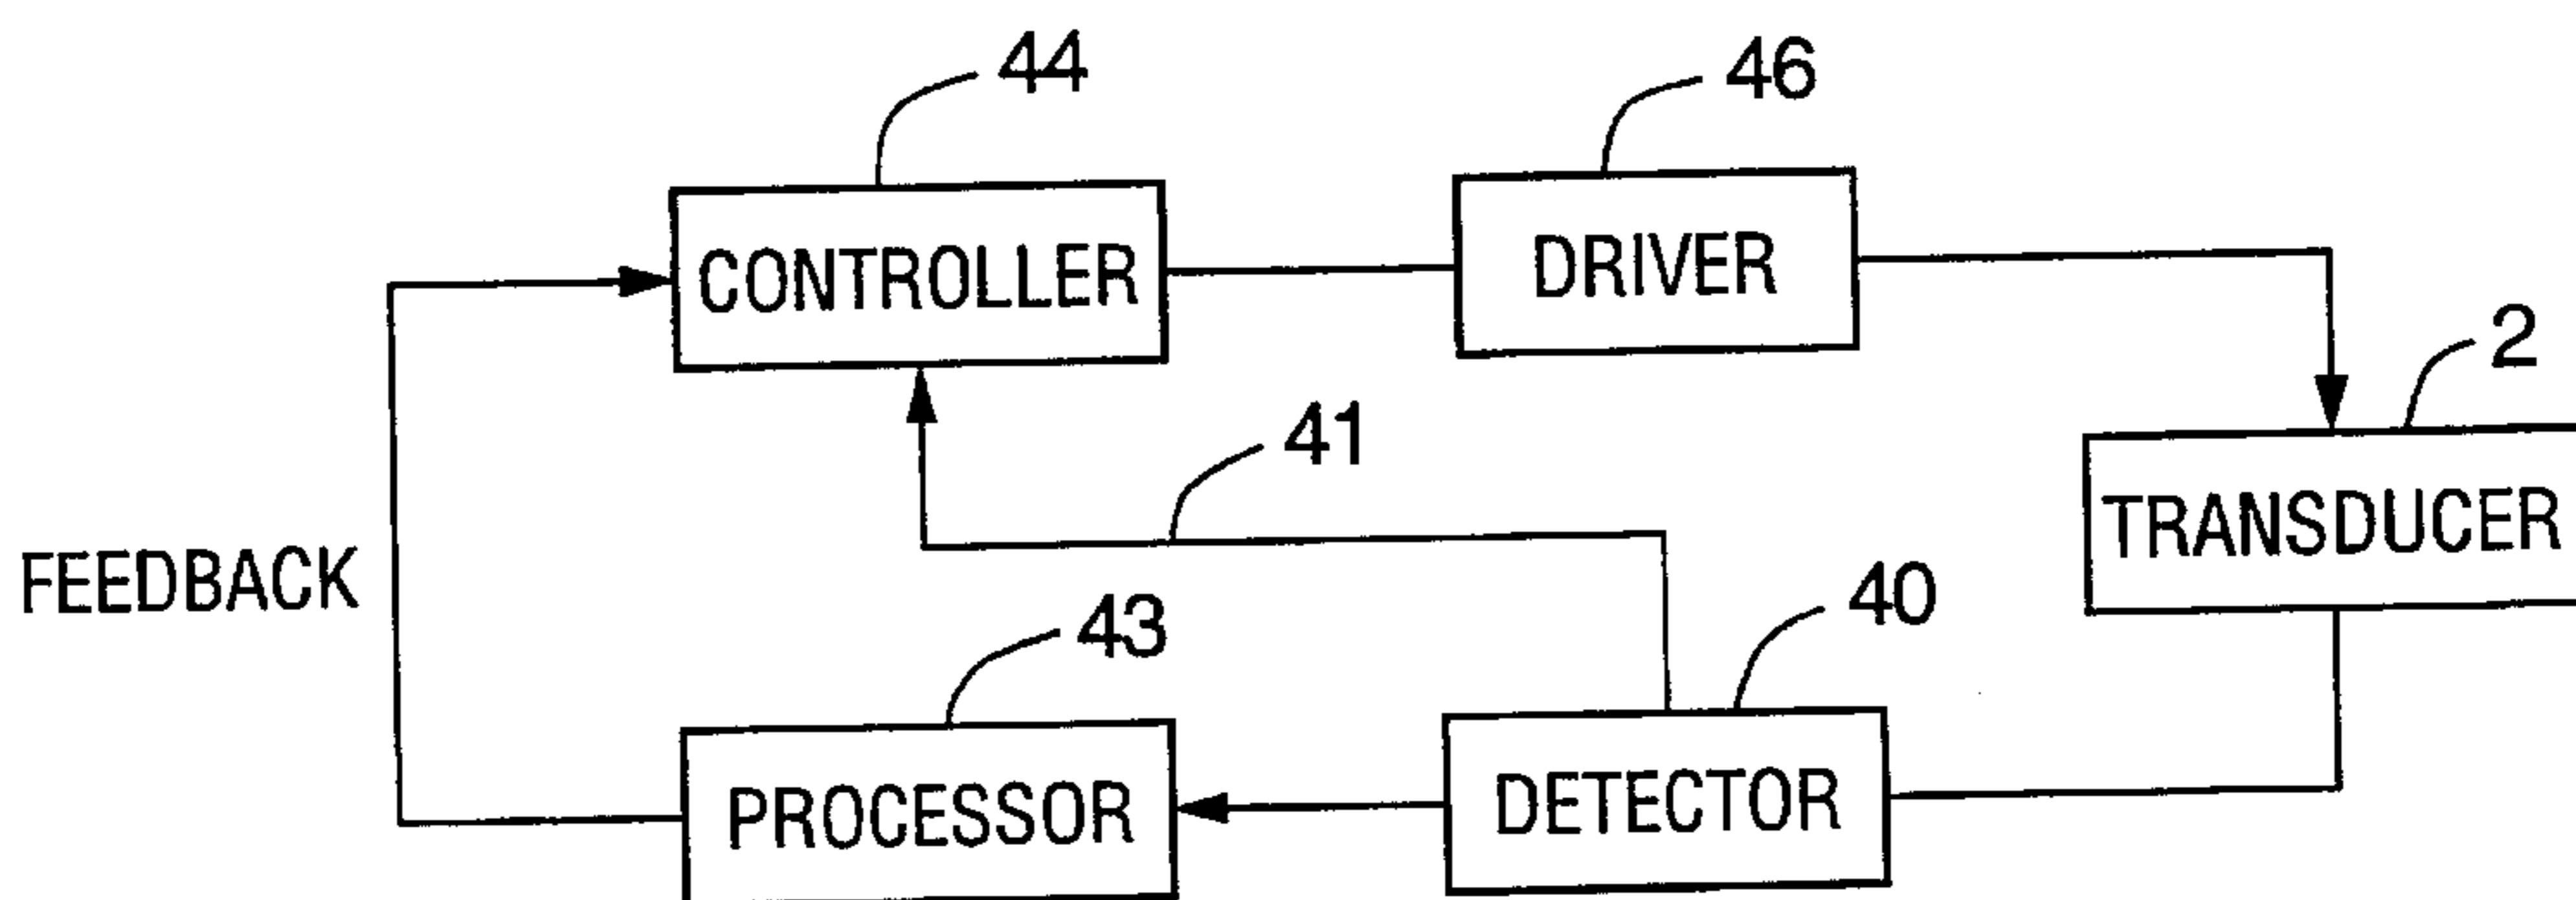 44
46
CONTROLLER
DRIVER
2
41
TRANSDUCER
FEEDBACK
40
43
PROCESSOR
DETECTOR